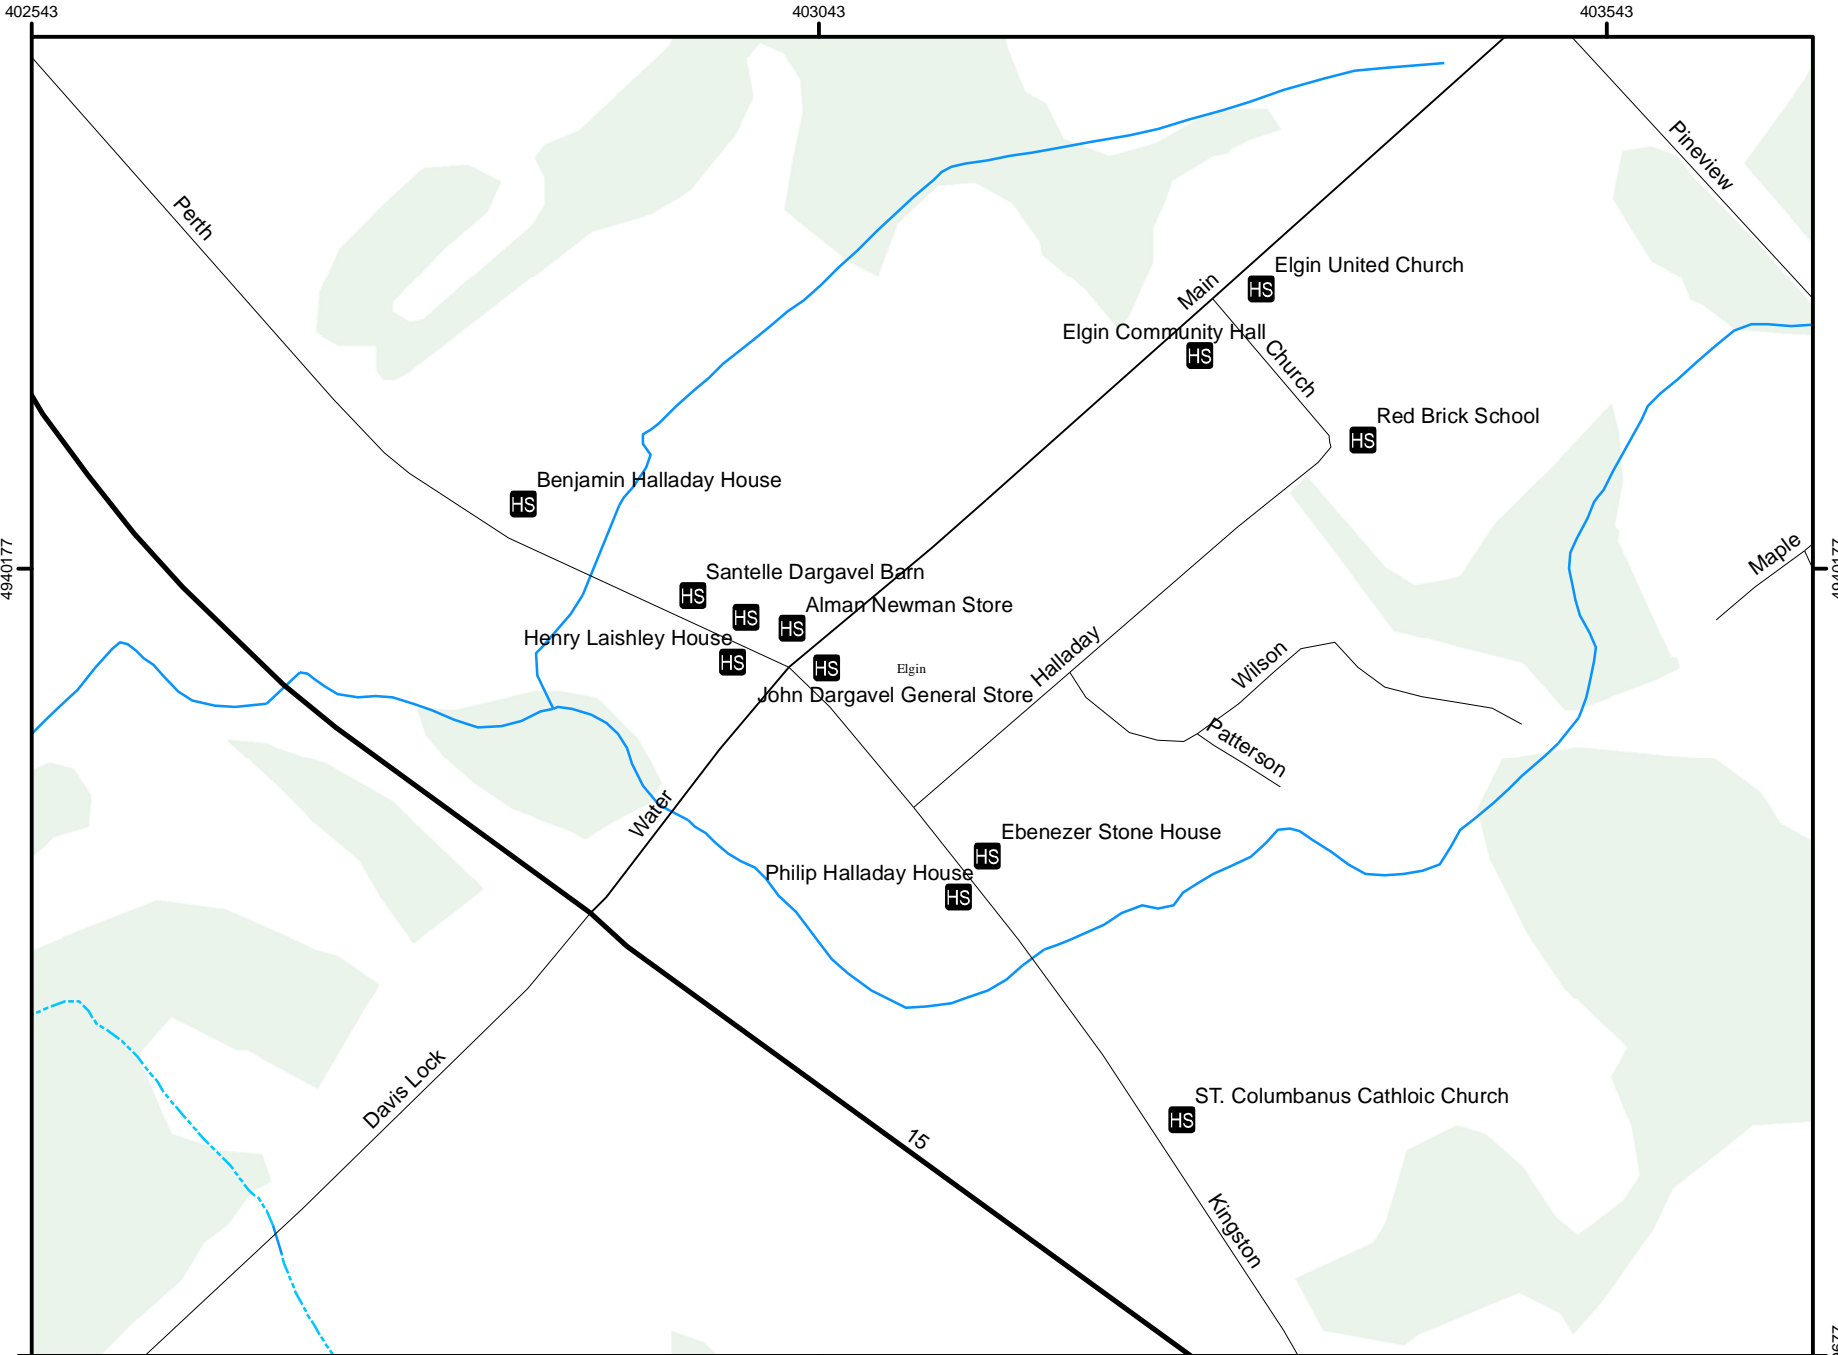 402543
403043
403543
Perth
Pineview
Elgin United Church
HS
Main
Elgin Community Hall
HS
Church
Red Brick School
HS
Benjamin Halladay House
HS
4940177
4940177
Maple
Santelle Dargavel Barn
HS
HS
Alman Newman Store
HS
Henry Laishley House
HS
HS
Elgin
John Dargavel General Store
Halladay
Wilson
Patterson
Water
Ebenezer Stone House
HS
Philip Halladay House
HS
Davis Lock
ST. Columbanus Cathloic Church
HS
15
Kingston